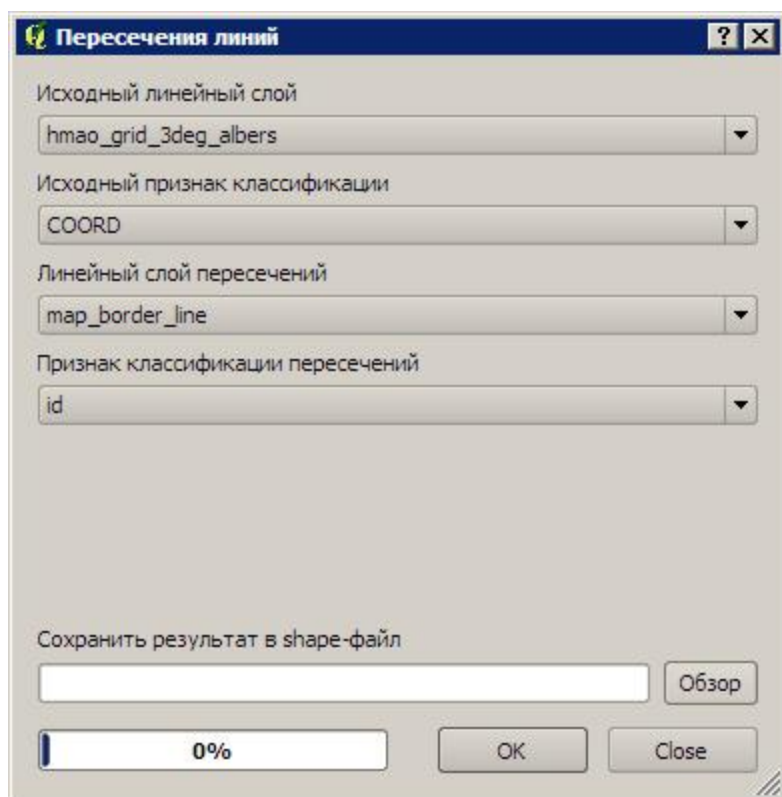 Пересечения линий
Исходный линейный слой
hmao_grid_3deg_albers
Исходный признак классификации
COORD
Линейный слой пересечений
map_border_line
Признак классификации пересечений
id
Сохранить результат в shape-файл
Обзор
0% OK Close